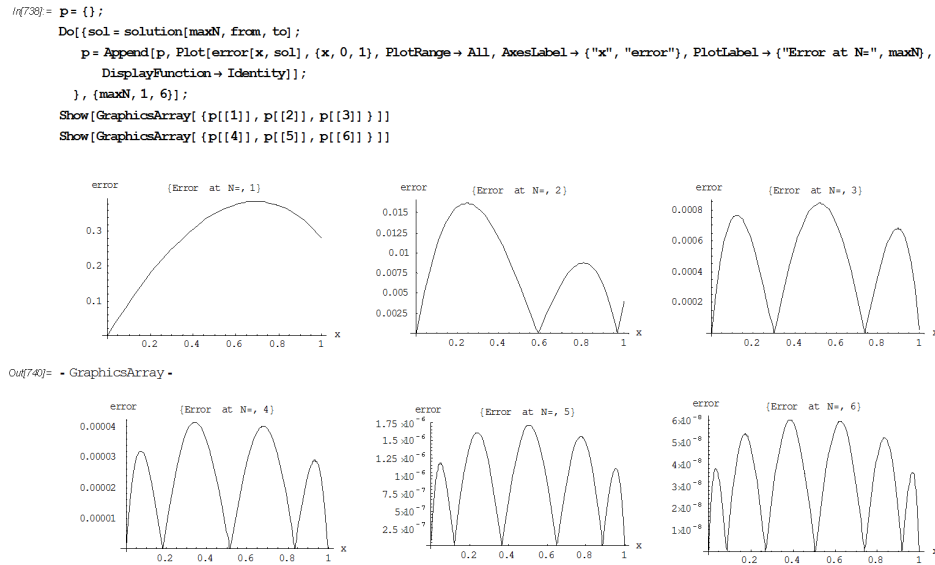 In[738]:= p = {};
Do[{sol = solution[maxN, from, to];
p = Append[p, Plot[error[x, sol], {x, 0, 1}, PlotRange → All, AxesLabel → {"x", "error"}, PlotLabel → {"Error at N=", maxN},
DisplayFunction → Identity]];
}, {maxN, 1, 6}];
Show[GraphicsArray[ {p[[1]], p[[2]], p[[3]] } ]]
Show[GraphicsArray[ {p[[4]], p[[5]], p[[6]] } ]]
error {Error at N=, 1}
0.3
0.2
0.1
0.2 0.4 0.6 0.8 1 x
error {Error at N=, 2}
0.015
0.0125
0.01
0.0075
0.005
0.0025
0.2 0.4 0.6 0.8 1 x
error {Error at N=, 3}
0.0008
0.0006
0.0004
0.0002
0.2 0.4 0.6 0.8 1 x
Out[740]= - GraphicsArray -
error {Error at N=, 4}
0.00004
0.00003
0.00002
0.00001
0.2 0.4 0.6 0.8 1 x
error {Error at N=, 5}
1.75 ×10^-6
1.5 ×10^-6
1.25 ×10^-6
1 ×10^-6
7.5 ×10^-7
5 ×10^-7
2.5 ×10^-7
0.2 0.4 0.6 0.8 1 x
error {Error at N=, 6}
6×10^-8
5×10^-8
4×10^-8
3×10^-8
2×10^-8
1×10^-8
0.2 0.4 0.6 0.8 1 x